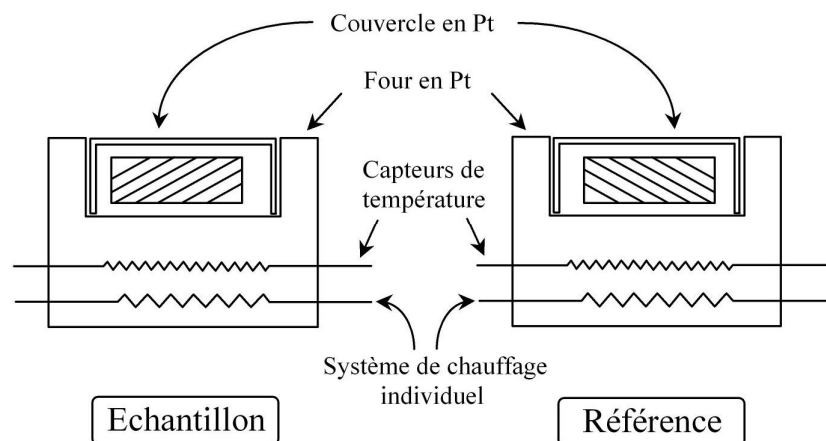 Couvercle en Pt
Four en Pt
Capteurs de
température
Système de chauffage
individuel
Echantillon
Référence